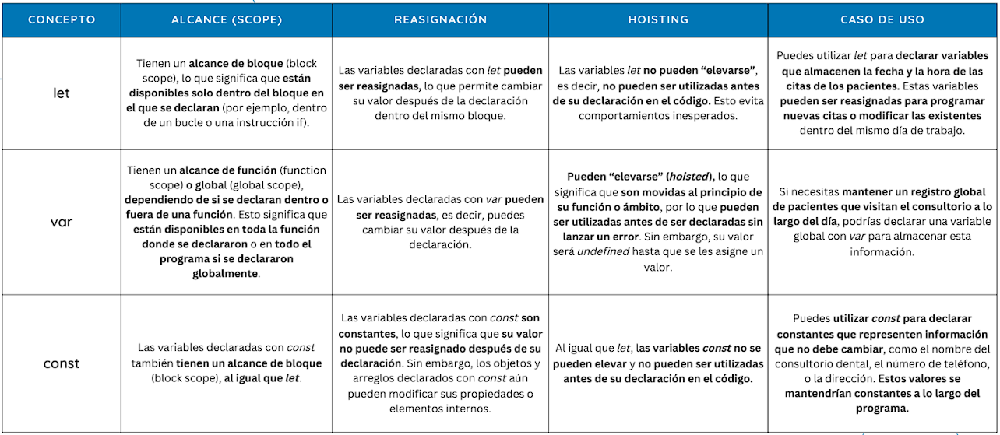 CONCEPTO
ALCANCE (SCOPE)
REASIGNACIÓN
HOISTING
CASO DE USO
let
Tienen un alcance de bloque (block
scope), lo que significa que están
disponibles solo dentro del bloque en
el que se declaran (por ejemplo, dentro
de un bucle o una instrucción if).
Las variables declaradas con let pueden
ser reasignadas, lo que permite cambiar
su valor después de la declaración
dentro del mismo bloque.
Las variables let no pueden “elevarse”,
es decir, no pueden ser utilizadas antes
de su declaración en el código. Esto evita
comportamientos inesperados.
Puedes utilizar let para declarar variables
que almacenen la fecha y la hora de las
citas de los pacientes. Estas variables
pueden ser reasignadas para programar
nuevas citas o modificar las existentes
dentro del mismo día de trabajo.
var
Tienen un alcance de función (function
scope) o global (global scope),
dependiendo de si se declaran dentro o
fuera de una función. Esto significa que
están disponibles en toda la función
donde se declararon o en todo el
programa si se declararon
globalmente.
Las variables declaradas con var pueden
ser reasignadas, es decir, puedes
cambiar su valor después de la
declaración.
Pueden “elevarse” (hoisted), lo que
significa que son movidas al principio de
su función o ámbito, por lo que pueden
ser utilizadas antes de ser declaradas sin
lanzar un error. Sin embargo, su valor
será undefined hasta que se les asigne un
valor.
Si necesitas mantener un registro global
de pacientes que visitan el consultorio a lo
largo del día, podrías declarar una variable
global con var para almacenar esta
información.
const
Las variables declaradas con const
también tienen un alcance de bloque
(block scope), al igual que let.
Las variables declaradas con const son
constantes, lo que significa que su valor
no puede ser reasignado después de su
declaración. Sin embargo, los objetos y
arreglos declarados con const aún
pueden modificar sus propiedades o
elementos internos.
Al igual que let, las variables const no se
pueden elevar y no pueden ser utilizadas
antes de su declaración en el código.
Puedes utilizar const para declarar
constantes que representen información
que no debe cambiar, como el nombre del
consultorio dental, el número de teléfono,
o la dirección. Estos valores se
mantendrían constantes a lo largo del
programa.